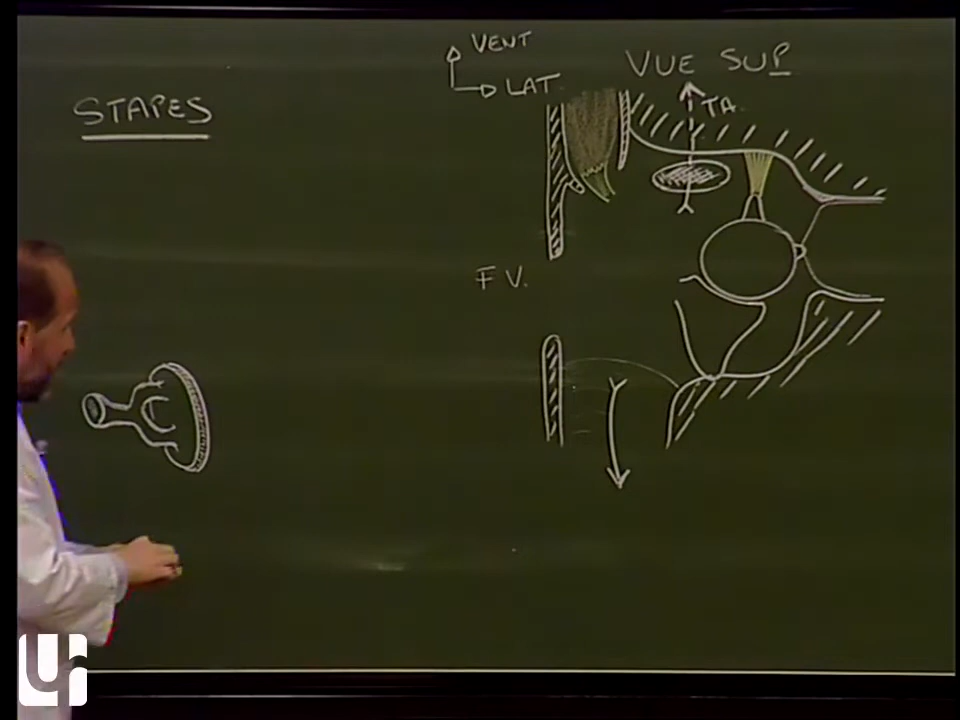 STAPES
VENT
LAT
VUE SUP
TA.
F V.